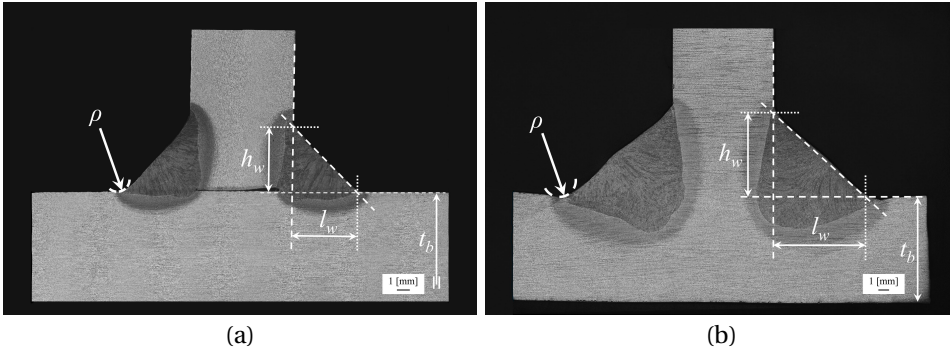 ρ
h_w
l_w
t_b
1 [mm]
(a)
ρ
h_w
l_w
t_b
1 [mm]
(b)